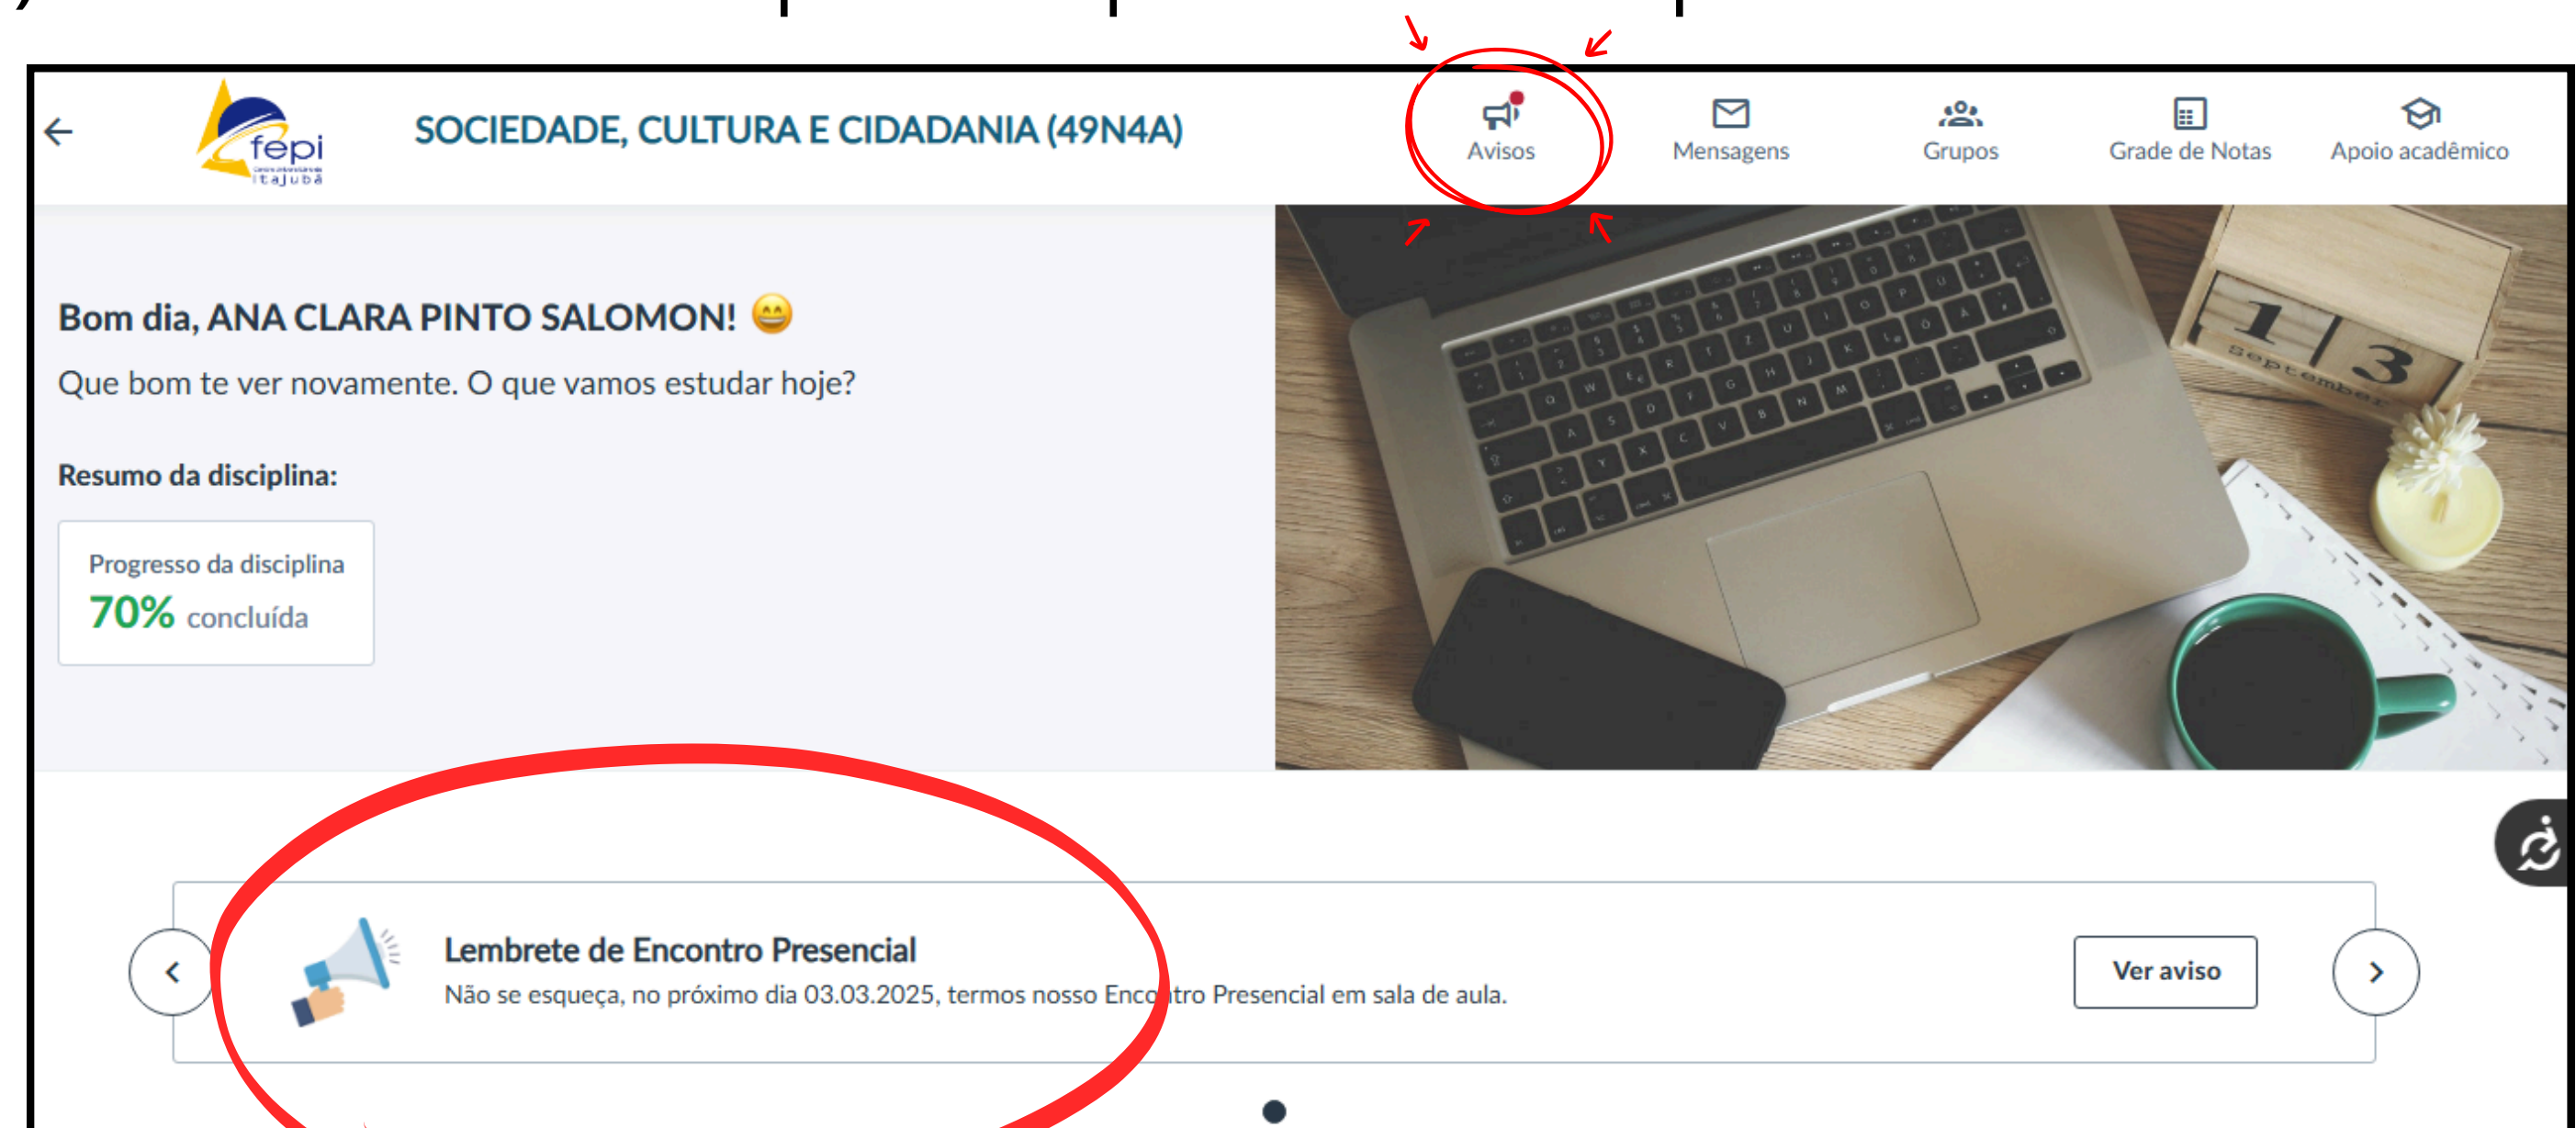 fepi
Itajubá
SOCIEDADE, CULTURA E CIDADANIA (49N4A)
Avisos
Mensagens
Grupos
Grade de Notas
Apoio acadêmico
Bom dia, ANA CLARA PINTO SALOMON! 😄
Que bom te ver novamente. O que vamos estudar hoje?
Resumo da disciplina:
Progresso da disciplina
70% concluída
1 3
september
Lembrete de Encontro Presencial
Não se esqueça, no próximo dia 03.03.2025, termos nosso Encontro Presencial em sala de aula.
Ver aviso